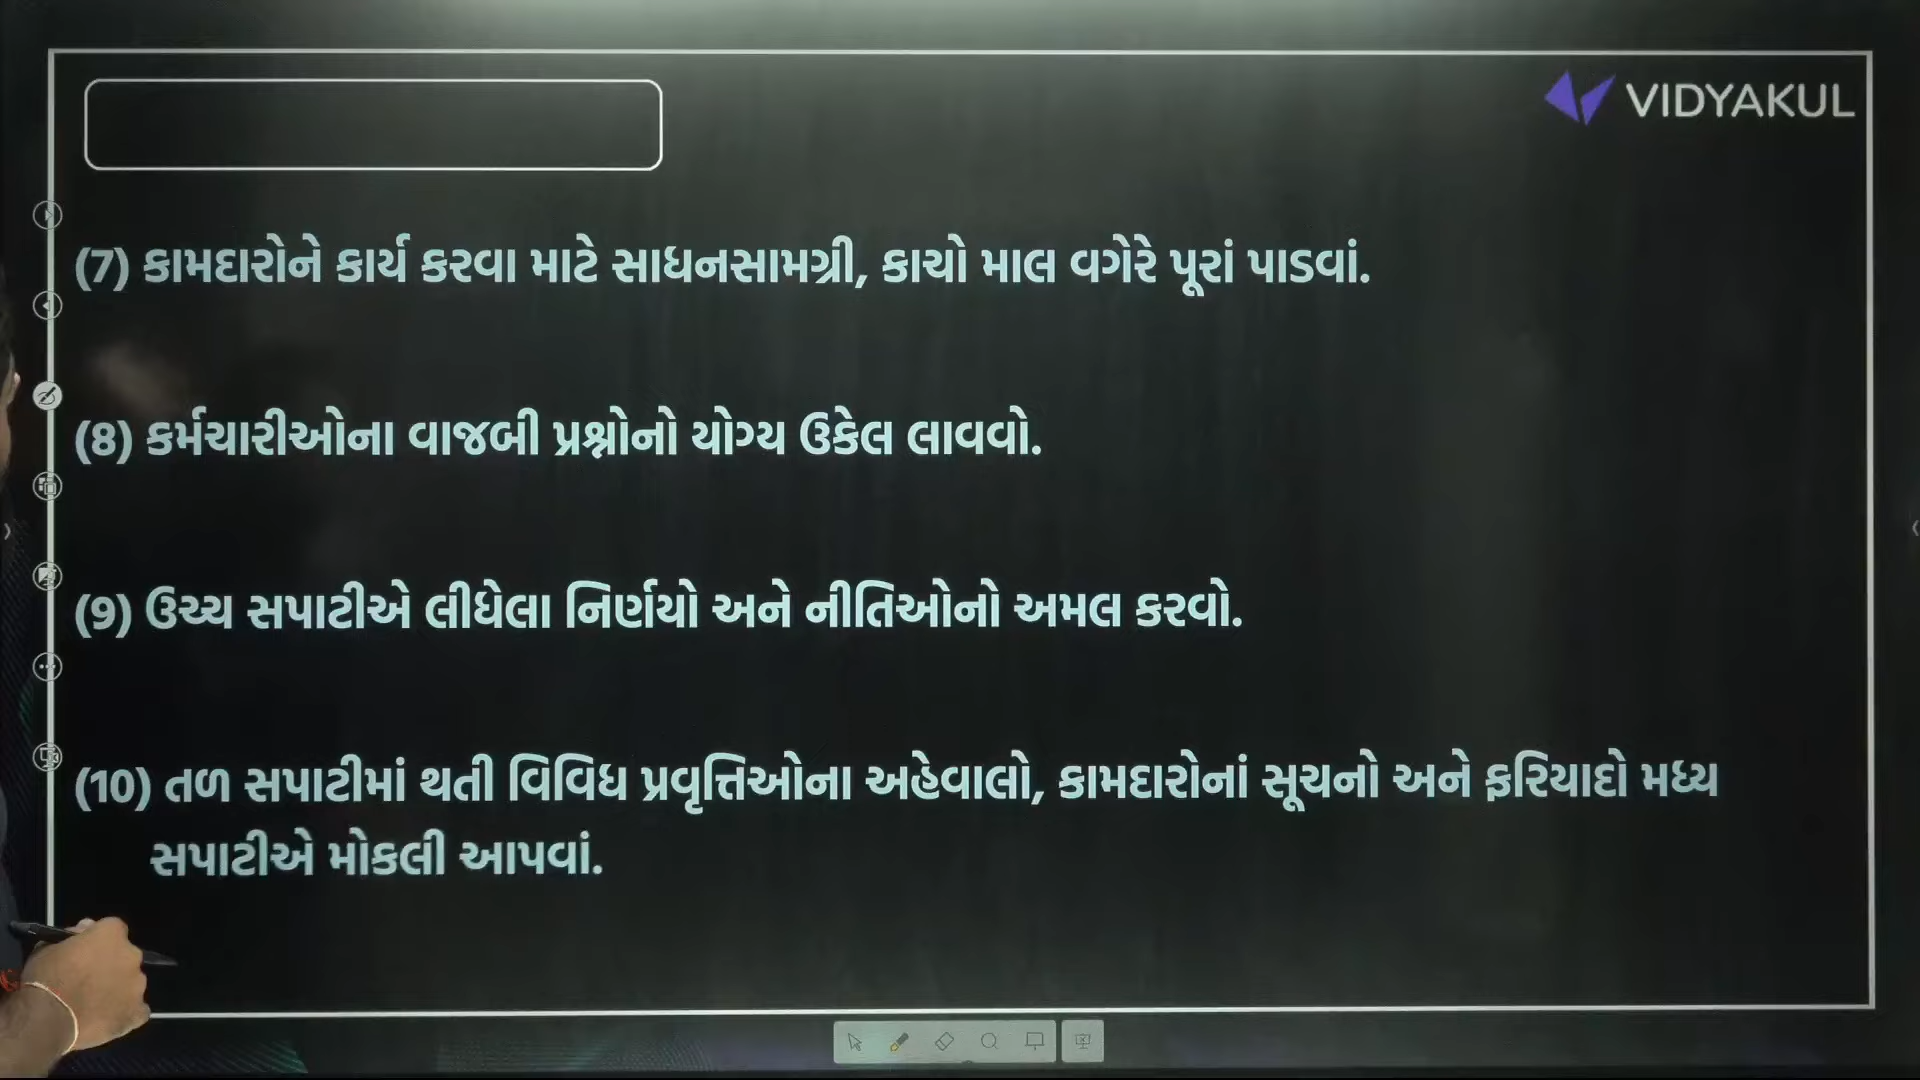 VIDYAKUL
(7) કામદારોને કાર્ય કરવા માટે સાધનસામગ્રી, કાચો માલ વગેરે પૂરાં પાડવાં.
(8) કર્મચારીઓના વાજબી પ્રશ્નોનો યોગ્ય ઉકેલ લાવવો.
(9) ઉચ્ચ સપાટીએ લીધેલા નિર્ણયો અને નીતિઓનો અમલ કરવો.
(10) તળ સપાટીમાં થતી વિવિધ પ્રવૃત્તિઓના અહેવાલો, કામદારોનાં સૂચનો અને ફરિયાદો મધ્ય
સપાટીએ મોકલી આપવાં.